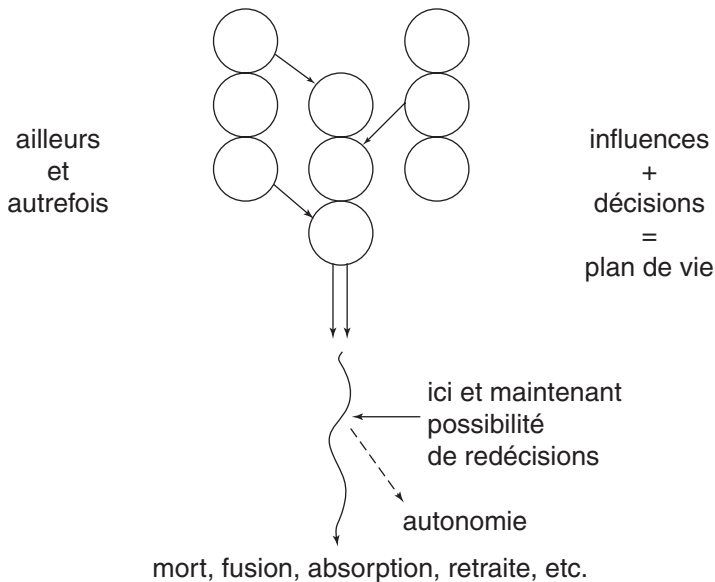 ailleurs
et
autrefois
influences
+
décisions
=
plan de vie
ici et maintenant
possibilité
de redécisions
autonomie
mort, fusion, absorption, retraite, etc.